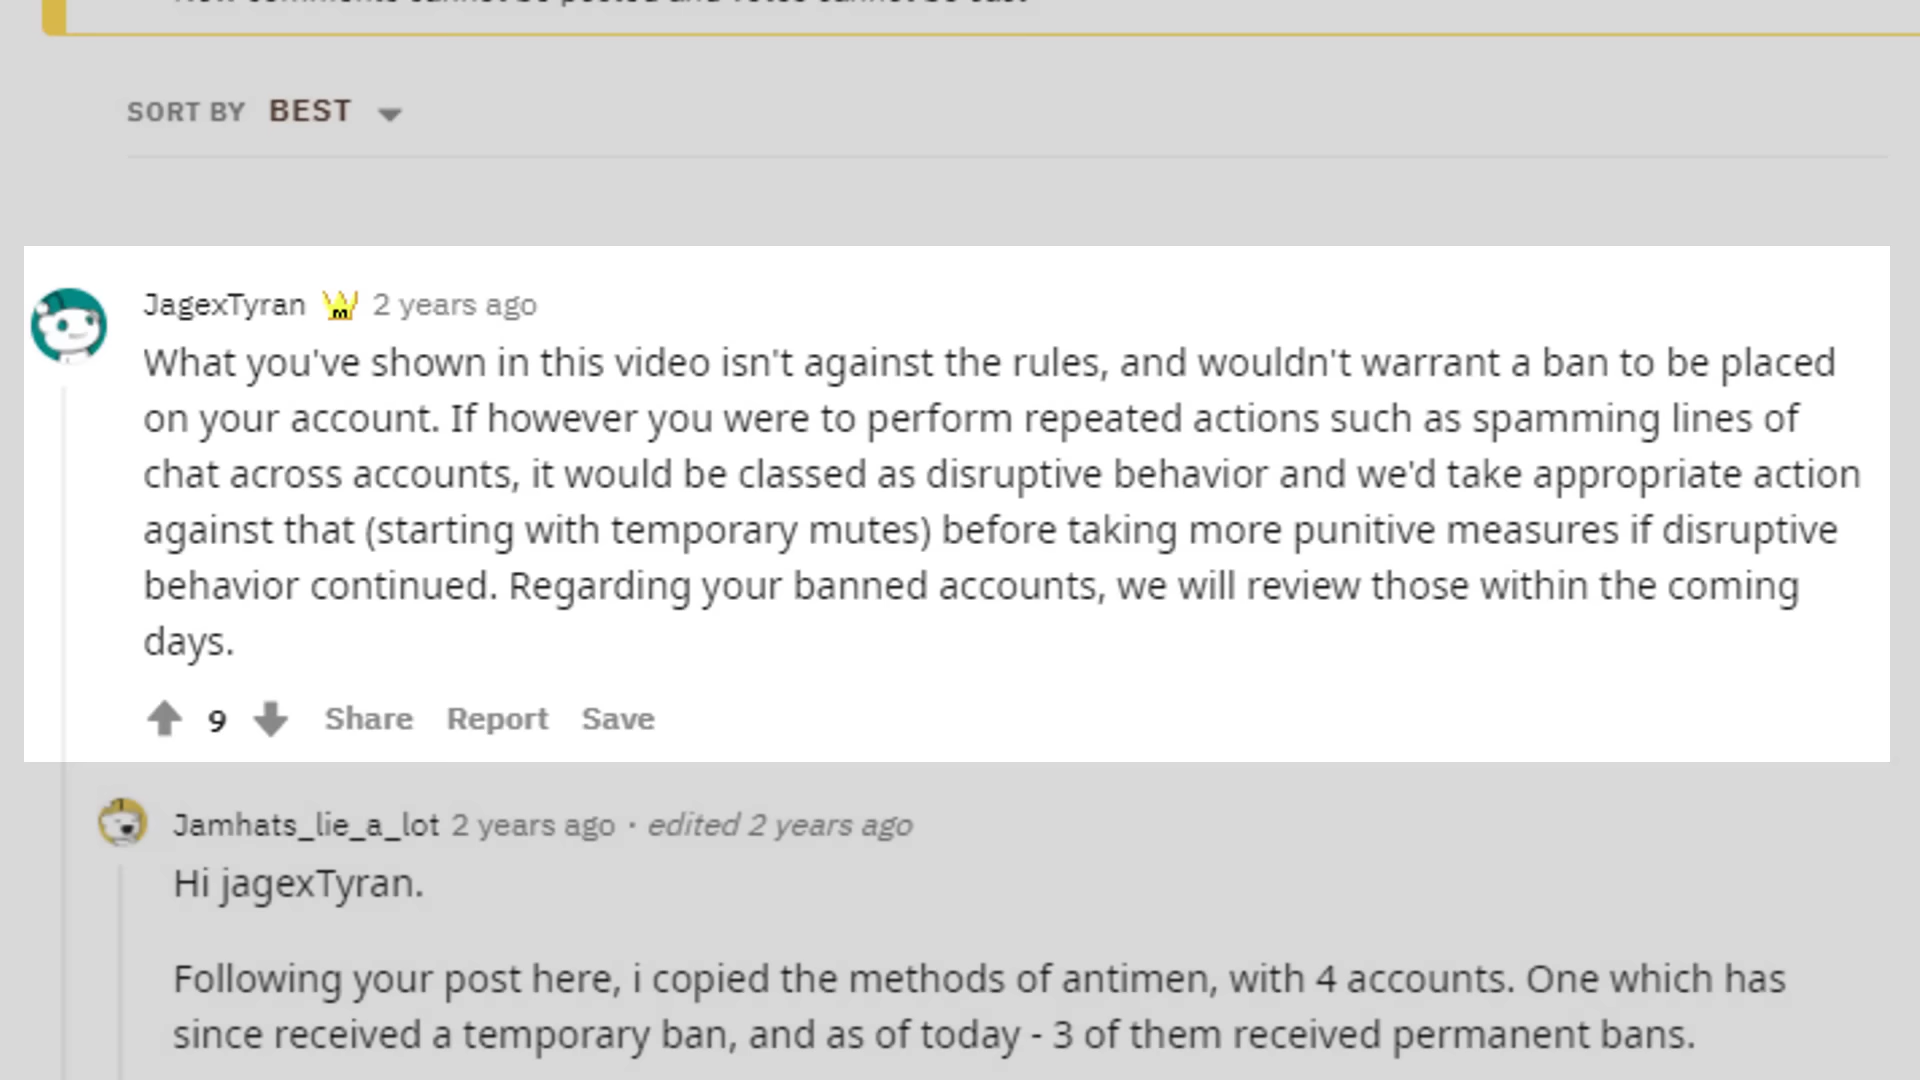 SORT BY BEST
JagexTyran 2 years ago
What you've shown in this video isn't against the rules, and wouldn't warrant a ban to be placed
on your account. If however you were to perform repeated actions such as spamming lines of
chat across accounts, it would be classed as disruptive behavior and we'd take appropriate action
against that (starting with temporary mutes) before taking more punitive measures if disruptive
behavior continued. Regarding your banned accounts, we will review those within the coming
days.
9 Share Report Save
Jamhats_lie_a_lot 2 years ago · edited 2 years ago
Hi jagexTyran.
Following your post here, i copied the methods of antimen, with 4 accounts. One which has
since received a temporary ban, and as of today - 3 of them received permanent bans.